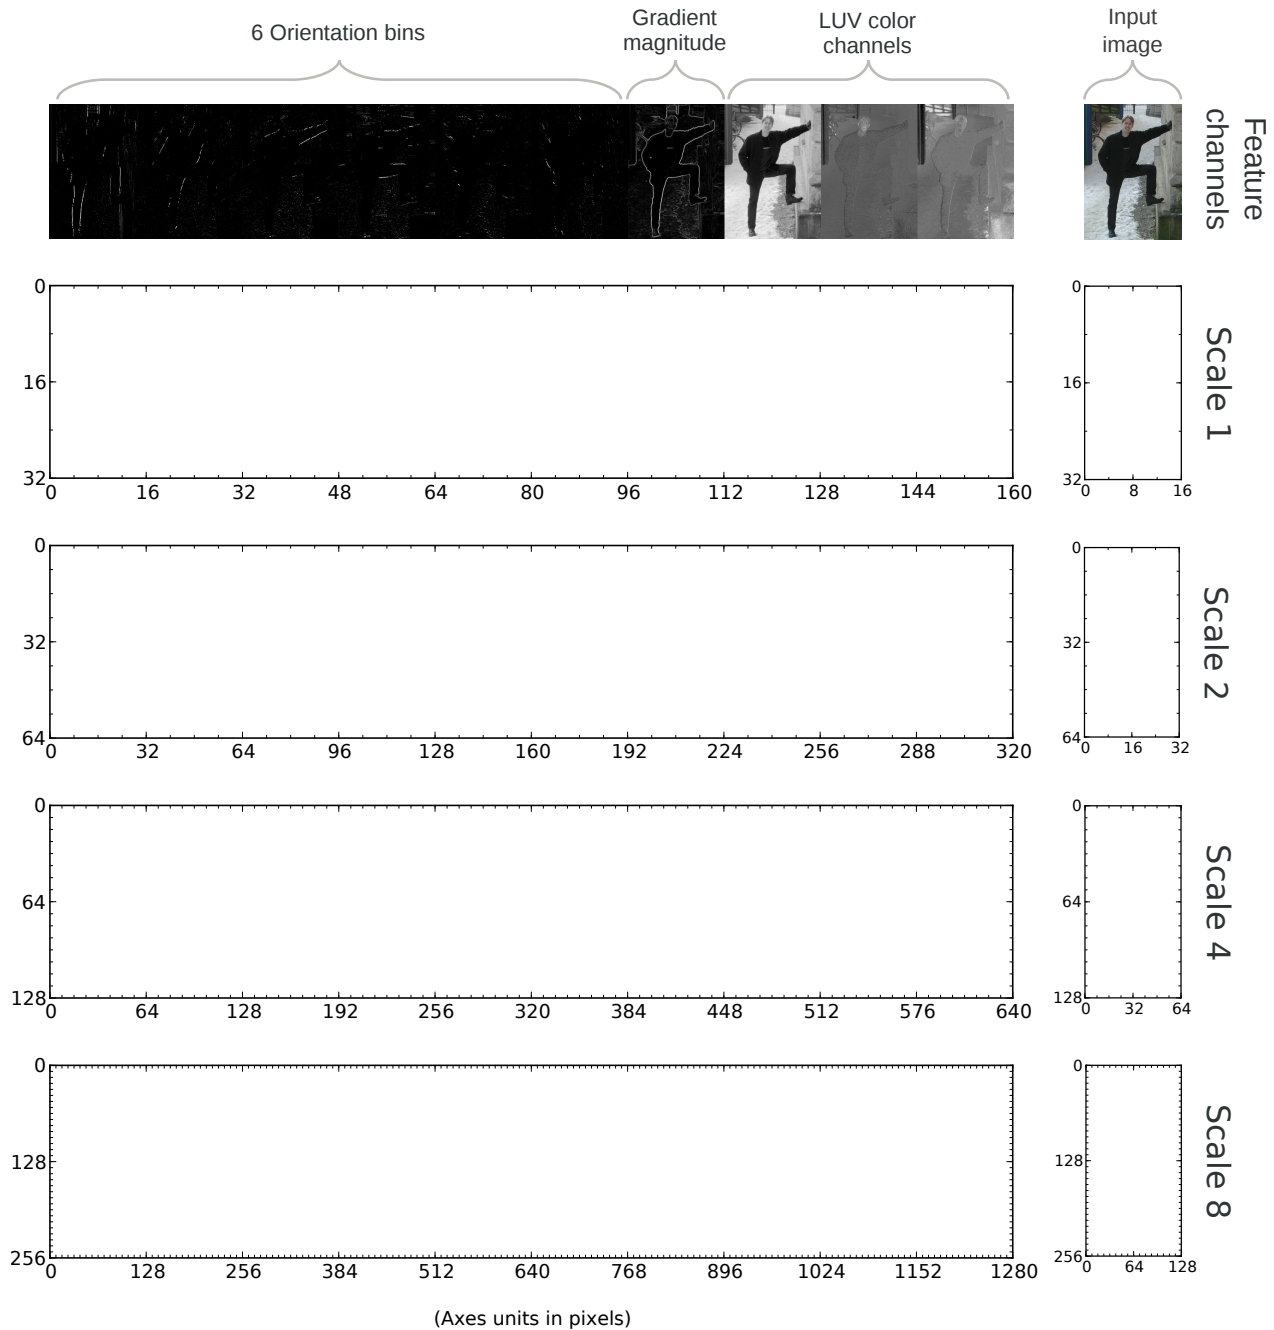 6 Orientation bins
Gradient
magnitude
LUV color
channels
Input
image
Feature
channels
0
16
32
0 16 32 48 64 80 96 112 128 144 160
0
16
32
0 8 16
Scale 1
0
32
64
0 32 64 96 128 160 192 224 256 288 320
0
32
64
0 16 32
Scale 2
0
64
128
0 64 128 192 256 320 384 448 512 576 640
0
64
128
0 32 64
Scale 4
0
128
256
0 128 256 384 512 640 768 896 1024 1152 1280
0
128
256
0 64 128
Scale 8
(Axes units in pixels)